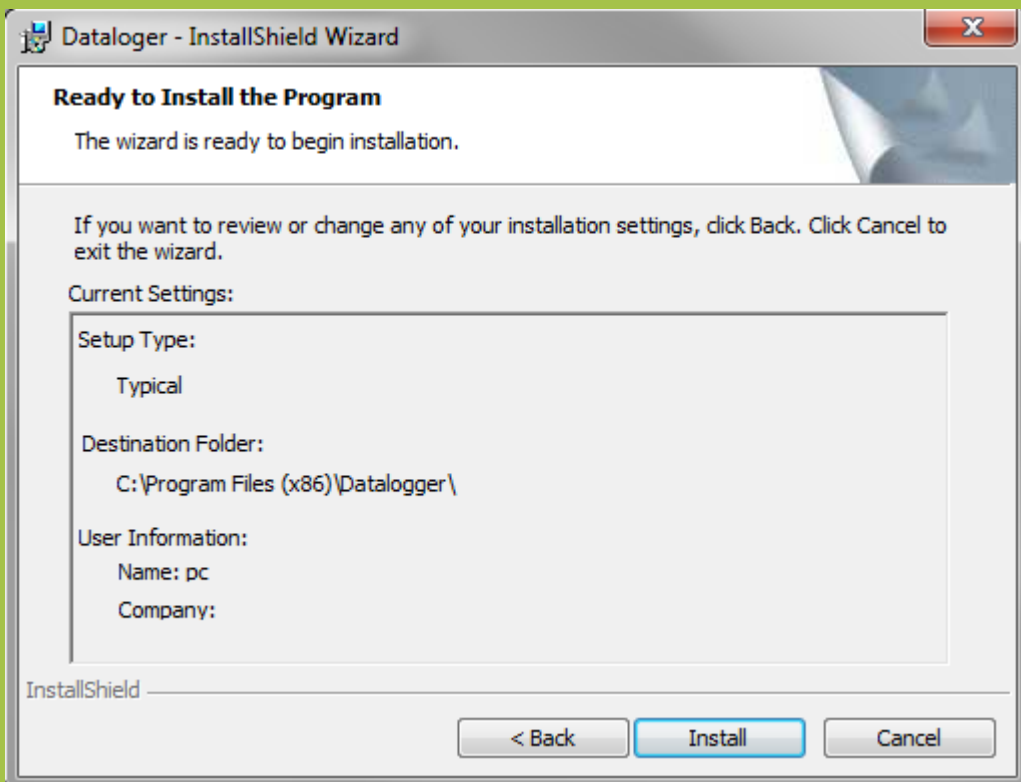 Dataloger - InstallShield Wizard
Ready to Install the Program
The wizard is ready to begin installation.
If you want to review or change any of your installation settings, click Back. Click Cancel to
exit the wizard.
Current Settings:
Setup Type:
Typical
Destination Folder:
C:\Program Files (x86)\Datalogger\
User Information:
Name: pc
Company:
InstallShield
< Back Install Cancel